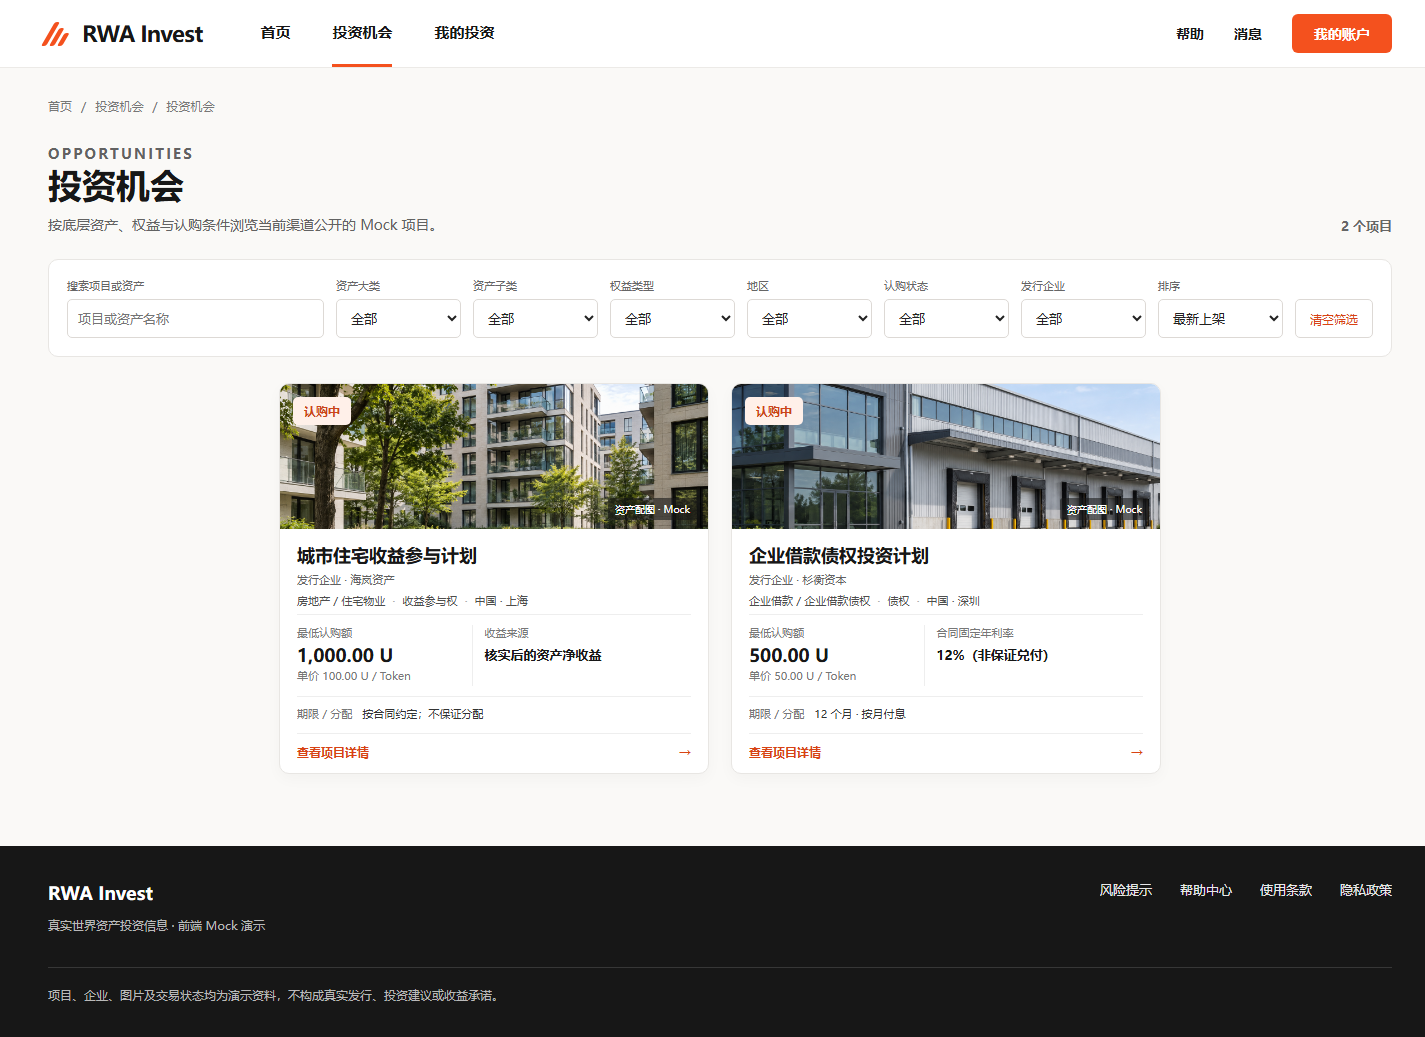 RWA Invest
首页
投资机会
我的投资
帮助
消息
我的账户
首页 / 投资机会 / 投资机会
OPPORTUNITIES
投资机会
按底层资产、权益与认购条件浏览当前渠道公开的 Mock 项目。
2 个项目
搜索项目或资产
资产大类
资产子类
权益类型
地区
认购状态
发行企业
排序
项目或资产名称
全部
全部
全部
全部
全部
全部
最新上架
清空筛选
认购中
资产配图 · Mock
城市住宅收益参与计划
发行企业 · 海岚资产
房地产 / 住宅物业 · 收益参与权 · 中国 · 上海
最低认购额
1,000.00 U
单价 100.00 U / Token
收益来源
核实后的资产净收益
期限 / 分配 按合同约定；不保证分配
查看项目详情 →
认购中
资产配图 · Mock
企业借款债权投资计划
发行企业 · 杉衡资本
企业借款 / 企业借款债权 · 债权 · 中国 · 深圳
最低认购额
500.00 U
单价 50.00 U / Token
合同固定年利率
12%（非保证兑付）
期限 / 分配 12 个月 · 按月付息
查看项目详情 →
RWA Invest
真实世界资产投资信息 · 前端 Mock 演示
风险提示
帮助中心
使用条款
隐私政策
项目、企业、图片及交易状态均为演示资料，不构成真实发行、投资建议或收益承诺。